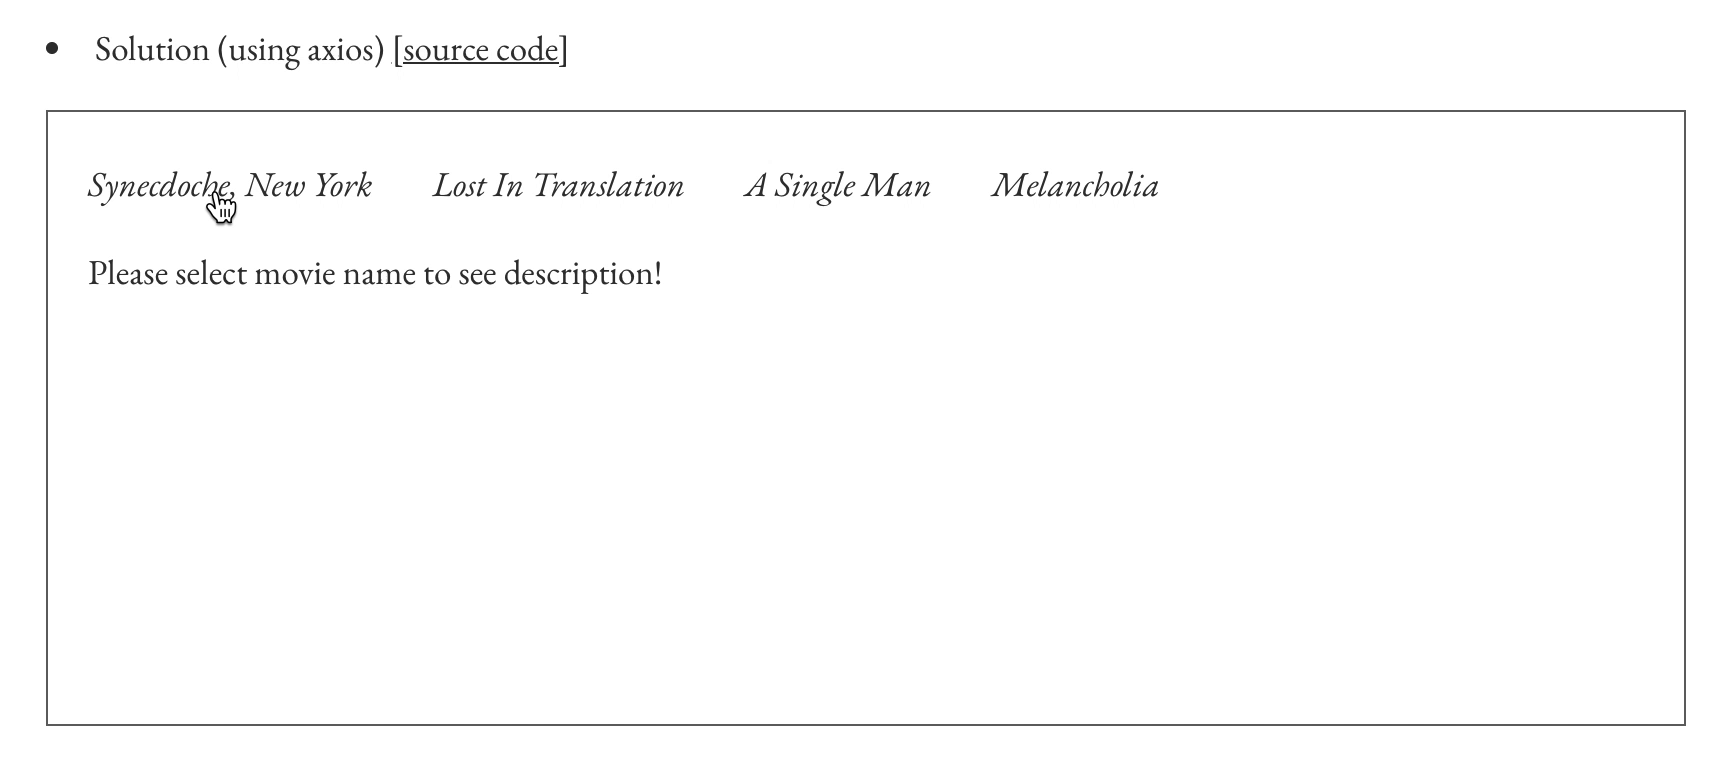 Solution (using axios) [source code]
Synecdoche, New York Lost In Translation A Single Man Melancholia
Please select movie name to see description!